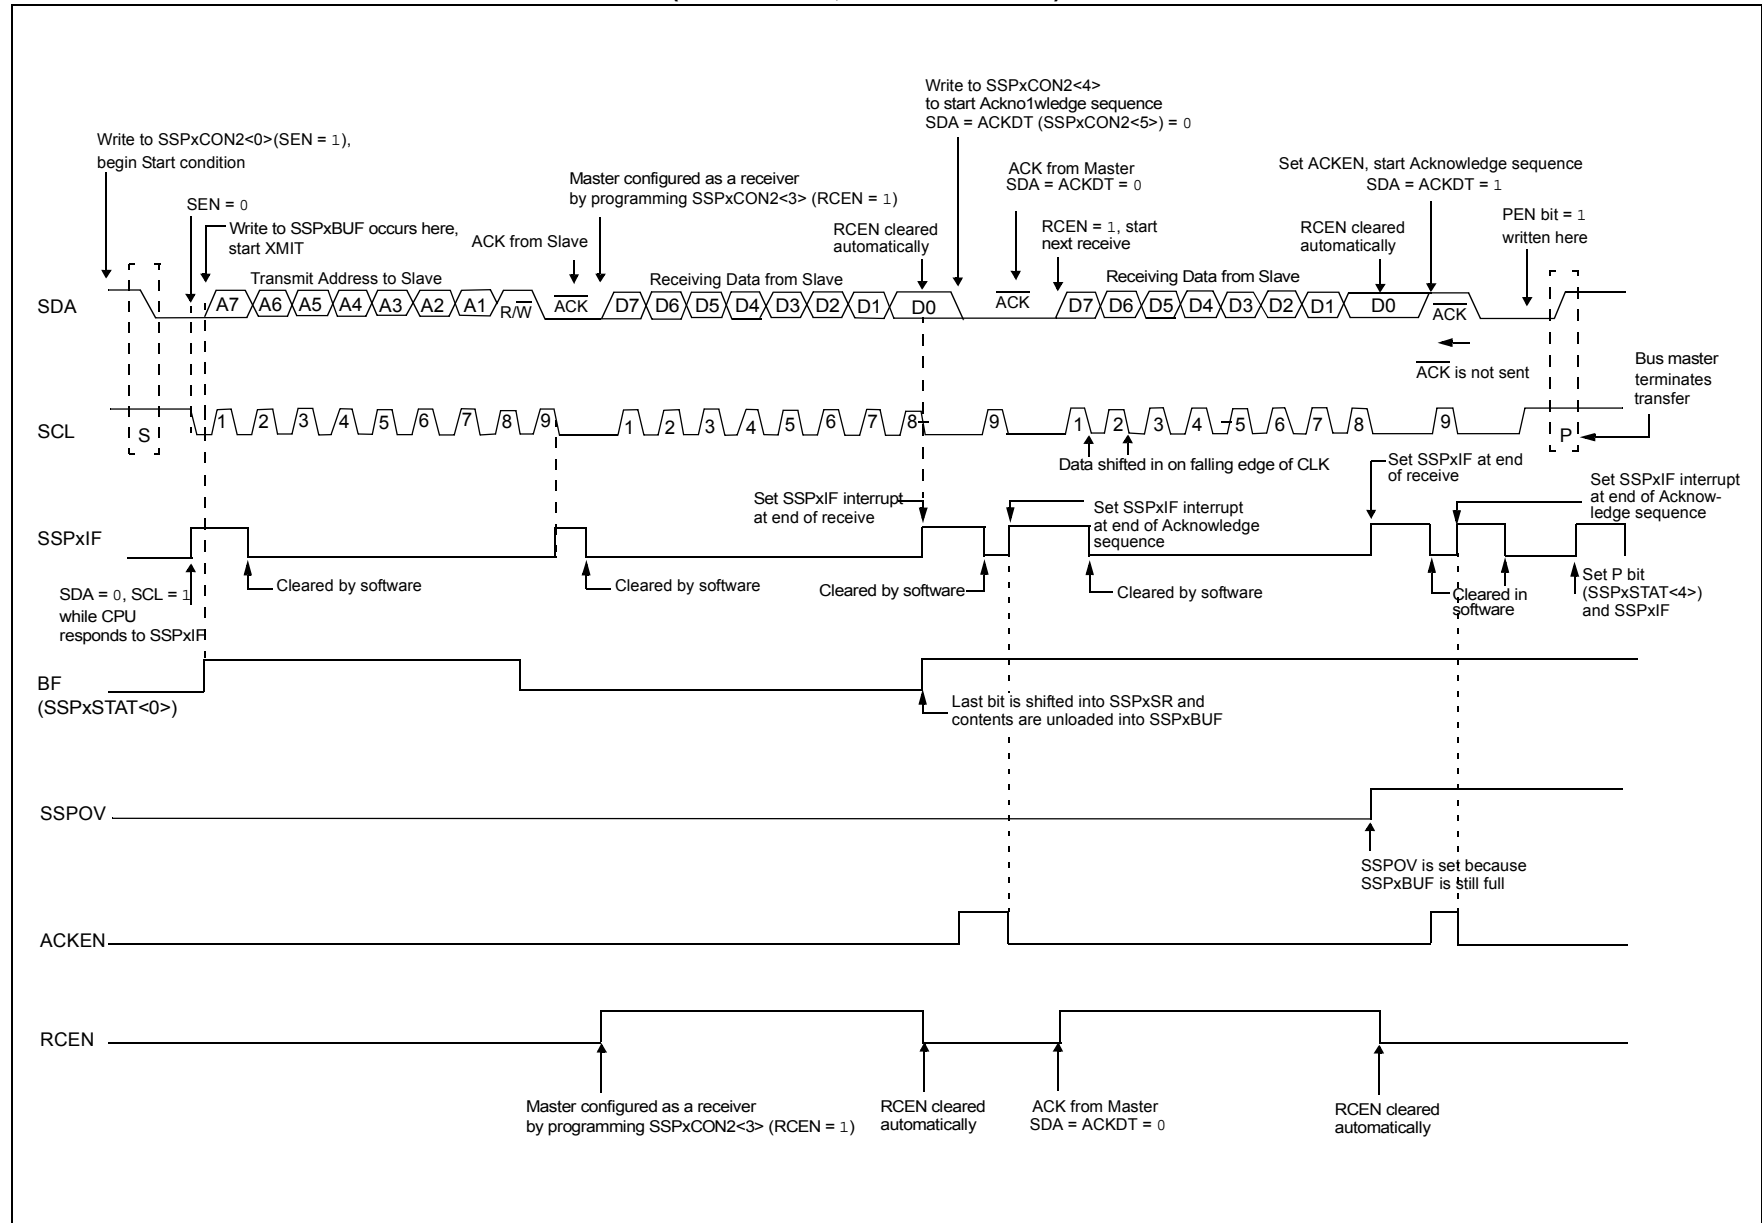 Write to SSPxCON2<4>
to start Ackno1wledge sequence
SDA = ACKDT (SSPxCON2<5>) = 0
Write to SSPxCON2<0>(SEN = 1),
begin Start condition
ACK from Master
SDA = ACKDT = 0
Set ACKEN, start Acknowledge sequence
SDA = ACKDT = 1
Master configured as a receiver
by programming SSPxCON2<3> (RCEN = 1)
SEN = 0
Write to SSPxBUF occurs here,
start XMIT
ACK from Slave
RCEN cleared
automatically
RCEN = 1, start
next receive
RCEN cleared
automatically
PEN bit = 1
written here
Transmit Address to Slave
Receiving Data from Slave
Receiving Data from Slave
SDA
A7 A6 A5 A4 A3 A2 A1 R/W ACK D7 D6 D5 D4 D3 D2 D1 D0 ACK D7 D6 D5 D4 D3 D2 D1 D0 ACK
ACK is not sent
Bus master
terminates
transfer
SCL
S 1 2 3 4 5 6 7 8 9 1 2 3 4 5 6 7 8 9 1 2 3 4 5 6 7 8 9 P
Data shifted in on falling edge of CLK
Set SSPxIF interrupt
at end of receive
Set SSPxIF interrupt
at end of Acknowledge
sequence
Set SSPxIF at end
of receive
Set SSPxIF interrupt
at end of Acknow-
ledge sequence
SSPxIF
SDA = 0, SCL = 1
while CPU
responds to SSPxIF
Cleared by software
Cleared by software
Cleared by software
Cleared by software
Cleared in
software
Set P bit
(SSPxSTAT<4>)
and SSPxIF
BF
(SSPxSTAT<0>)
Last bit is shifted into SSPxSR and
contents are unloaded into SSPxBUF
SSPOV
SSPOV is set because
SSPxBUF is still full
ACKEN
RCEN
Master configured as a receiver
by programming SSPxCON2<3> (RCEN = 1)
RCEN cleared
automatically
ACK from Master
SDA = ACKDT = 0
RCEN cleared
automatically